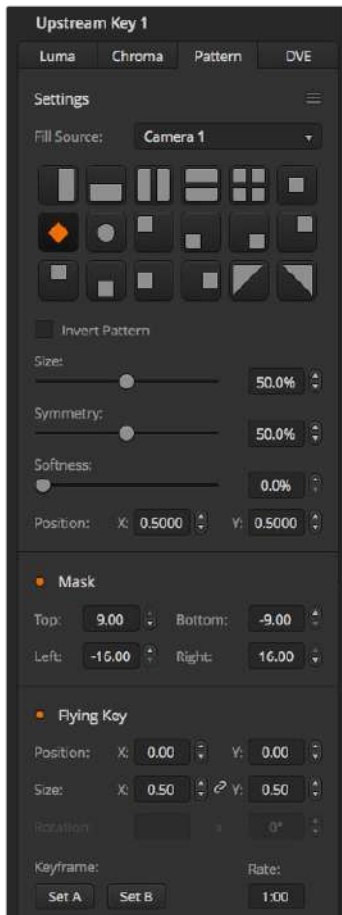 Upstream Key 1
Luma Chroma Pattern DVE
Settings
Fill Source: Camera 1
Invert Pattern
Size:
50.0%
Symmetry:
50.0%
Softness:
0.0%
Position: X: 0.5000 Y: 0.5000
Mask
Top: 9.00 Bottom: -9.00
Left: -16.00 Right: 16.00
Flying Key
Position: X: 0.00 Y: 0.00
Size: X: 0.50 Y: 0.50
Rotation: 0°
Keyframe: Rate:
Set A Set B 1:00